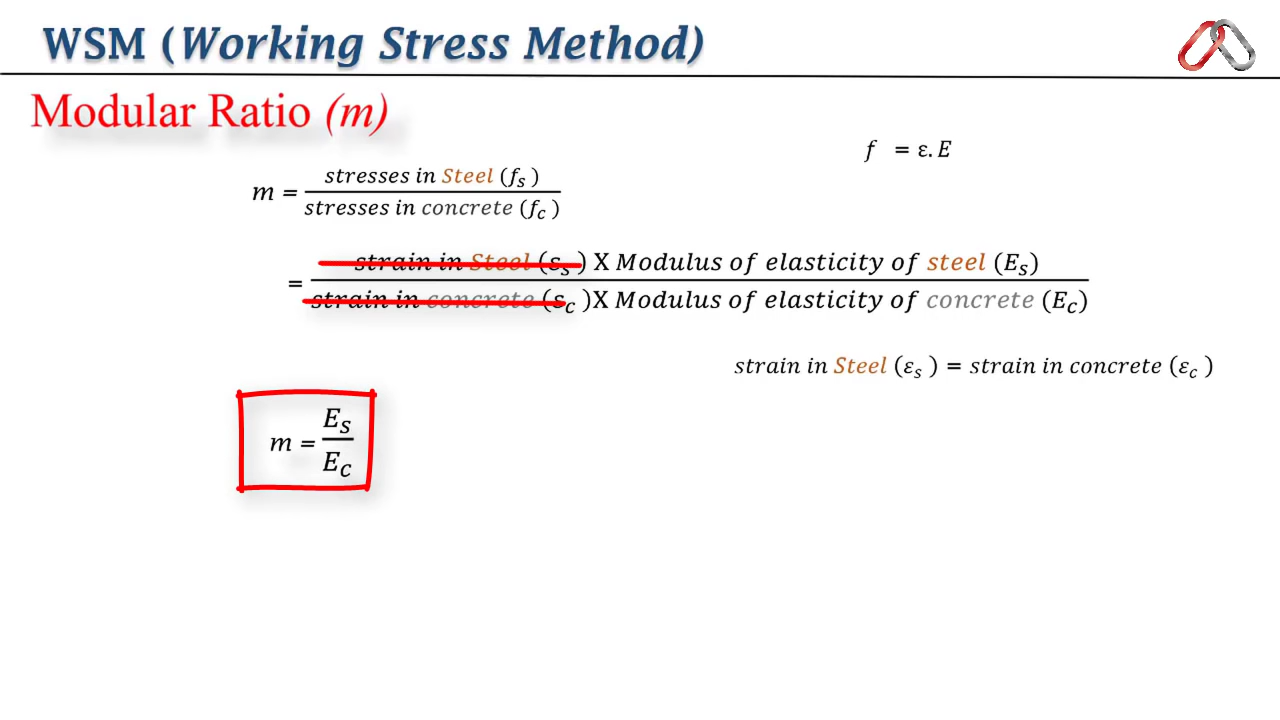 WSM (Working Stress Method)
Modular Ratio (m)
f = ε.E
m = stresses in Steel (fs )
stresses in concrete (fc )
= strain in Steel (εs ) X Modulus of elasticity of steel (Es)
strain in concrete (εc )X Modulus of elasticity of concrete (Ec)
strain in Steel (εs ) = strain in concrete (εc )
m = Es
Ec